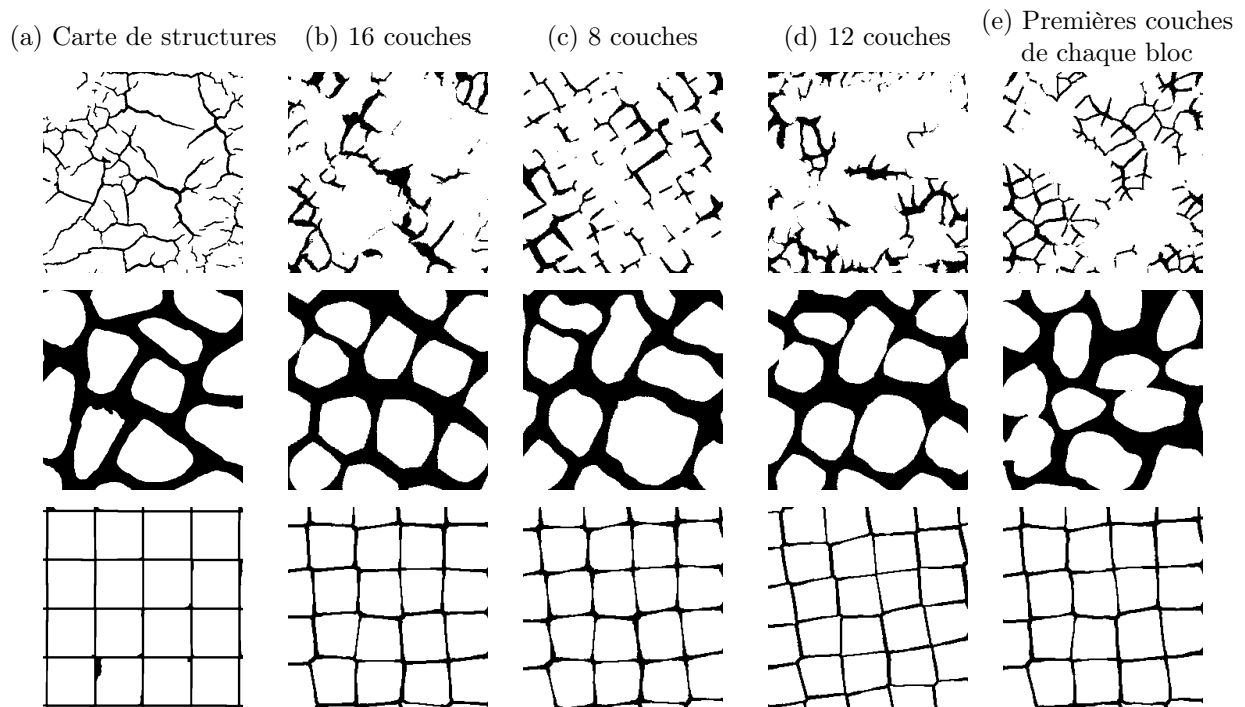 (a) Carte de structures
(b) 16 couches
(c) 8 couches
(d) 12 couches
(e) Premières couches
de chaque bloc